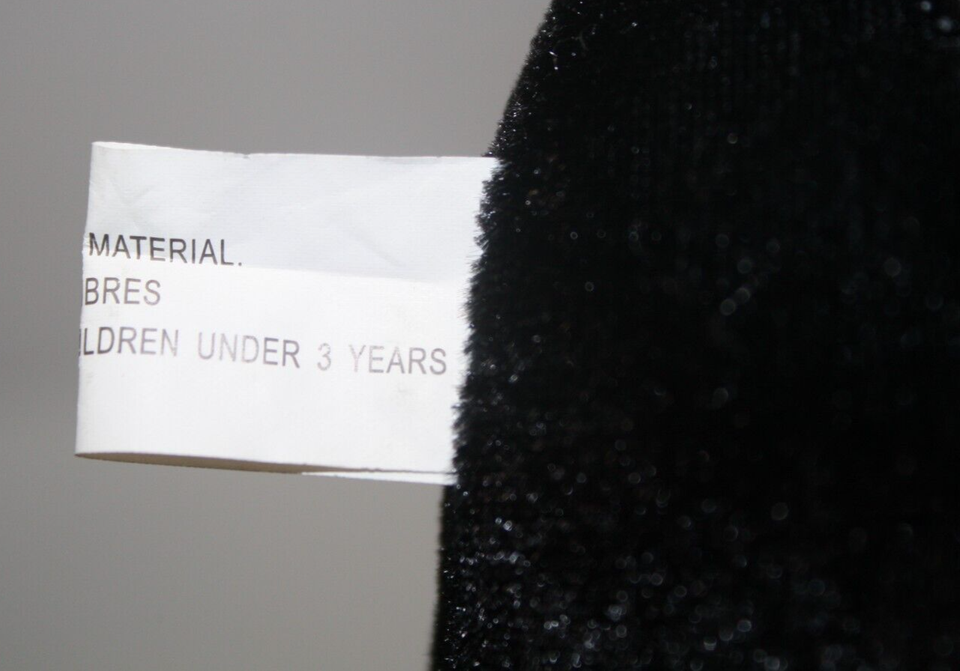 MATERIAL.
BRES
LDREN UNDER 3 YEARS